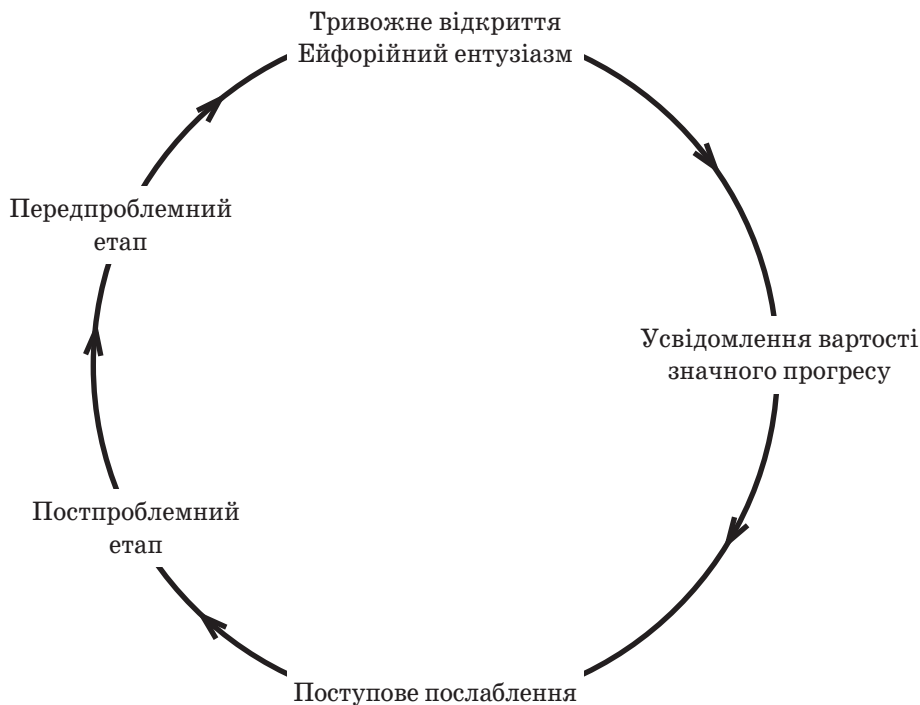 Тривожне відкриття
Ейфорійний ентузіазм
Передпроблемний
етап
Усвідомлення вартості
значного прогресу
Постпроблемний
етап
Поступове послаблення